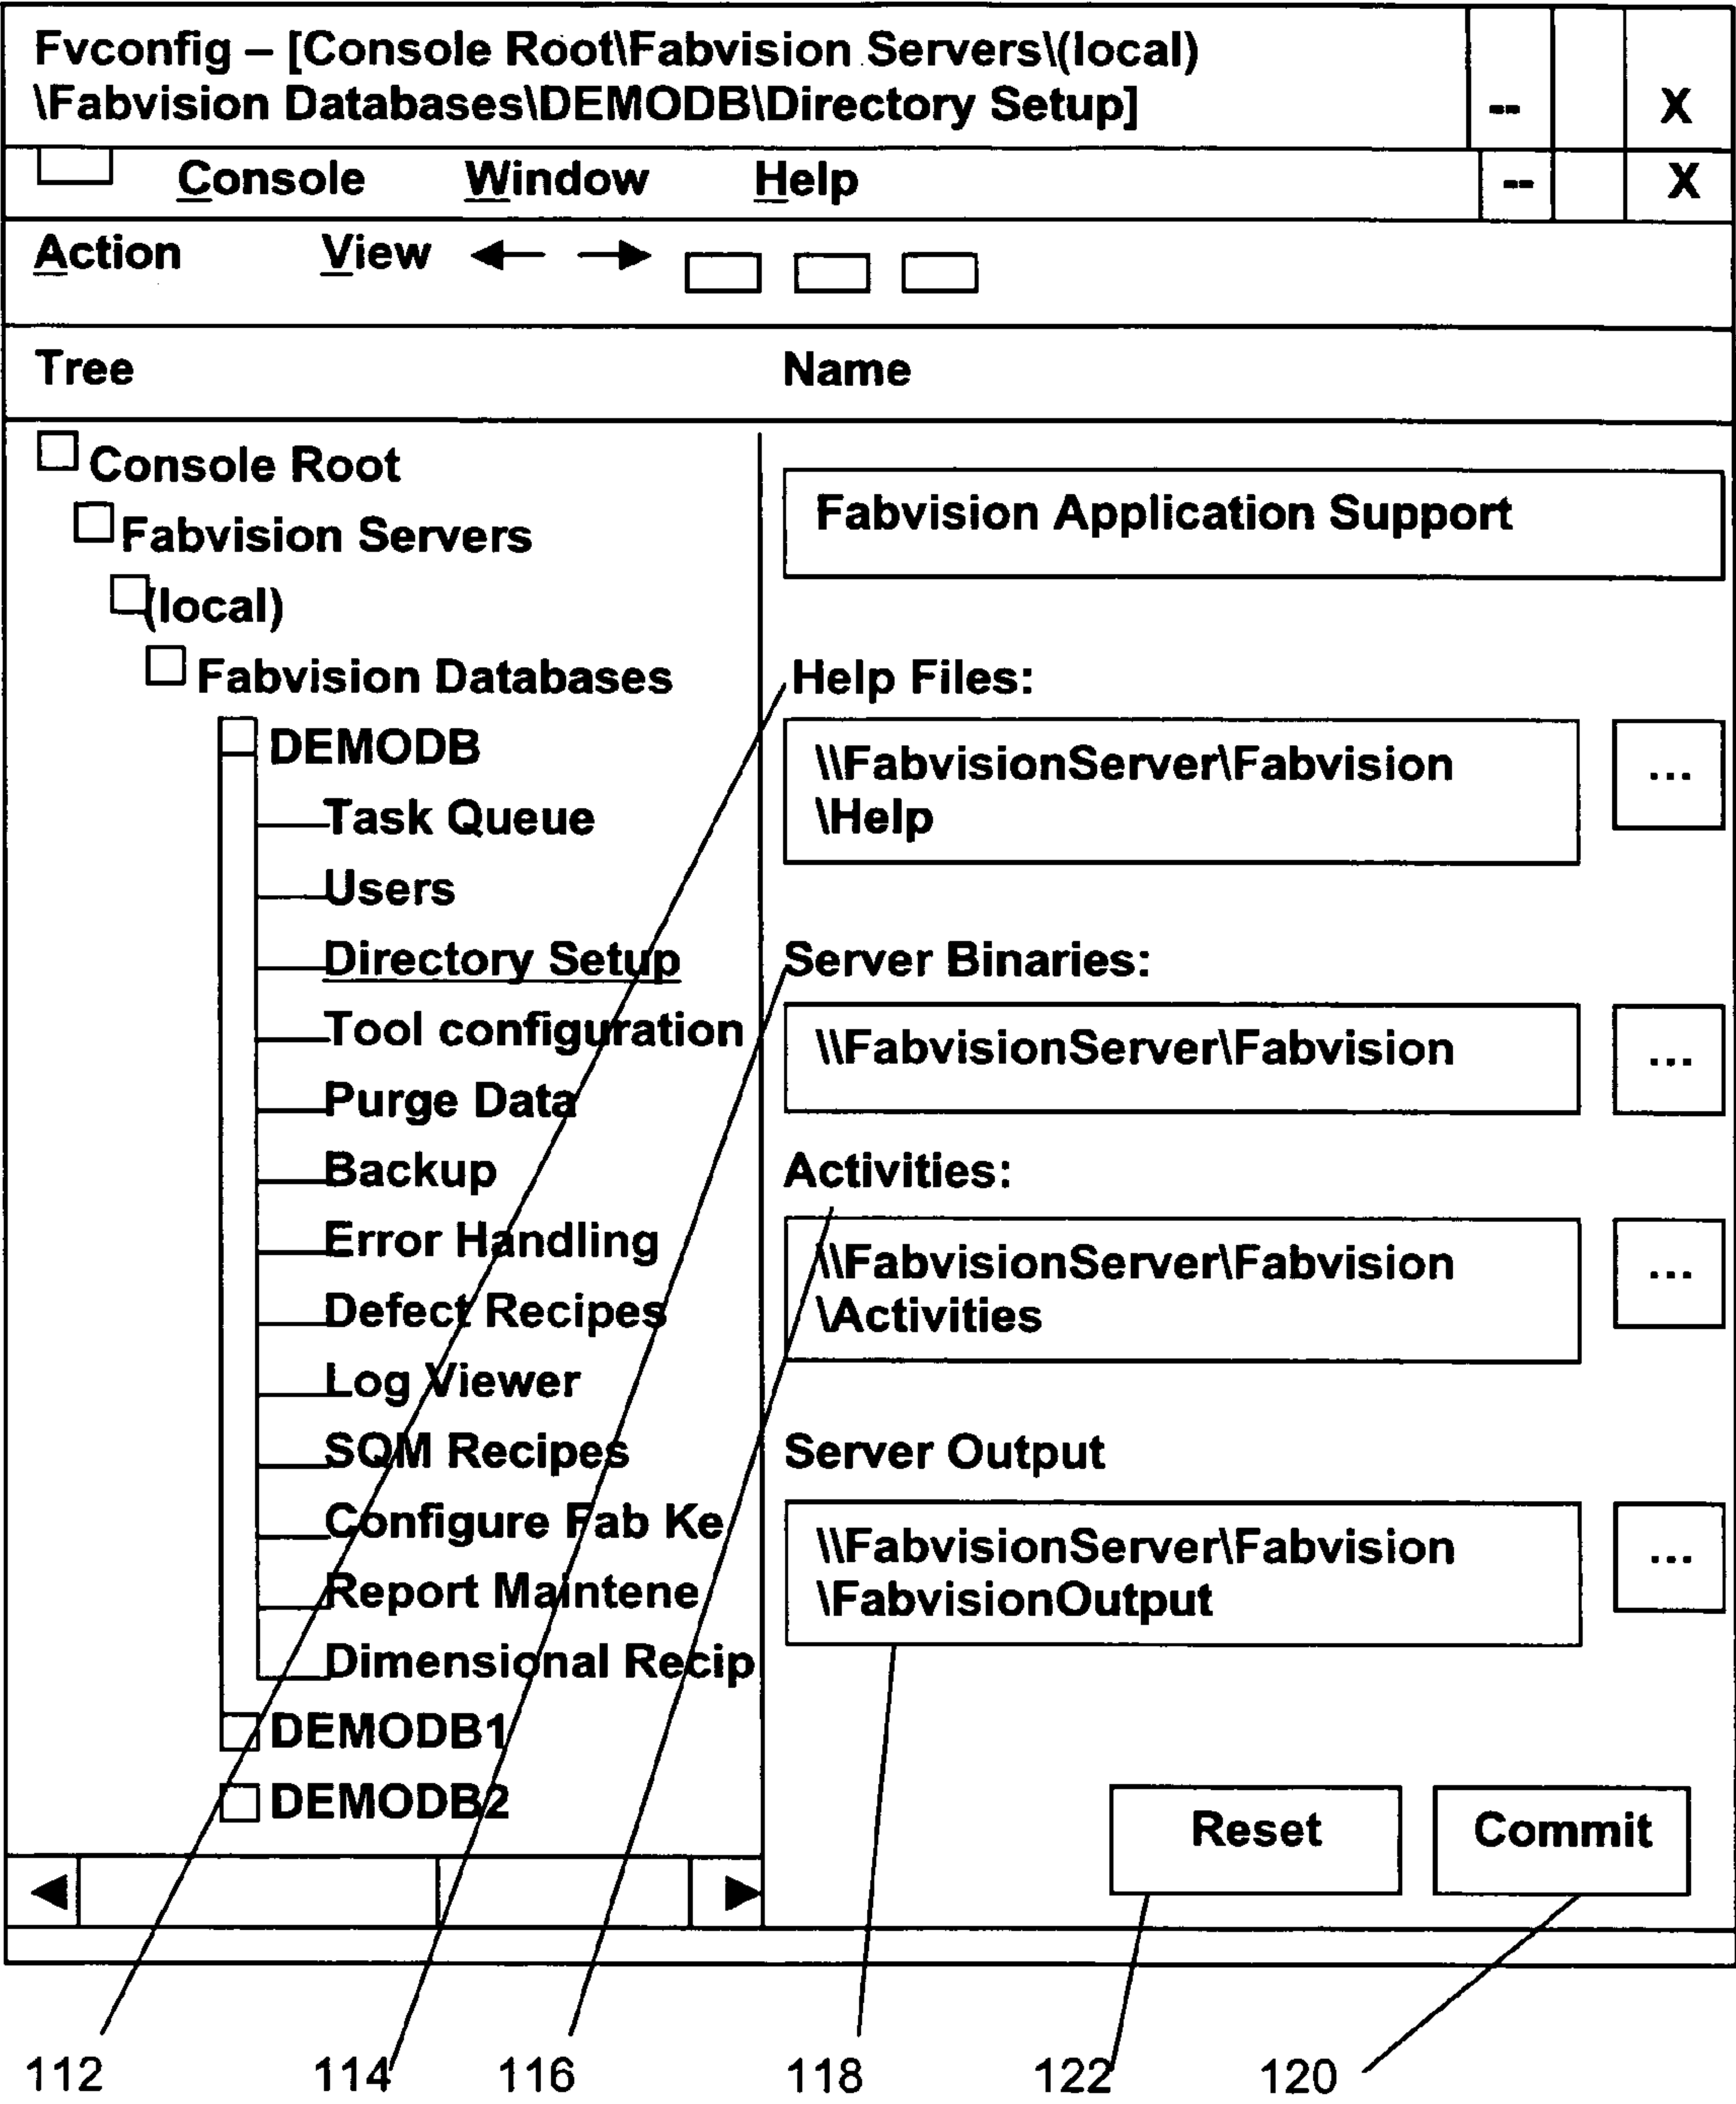 Fvconfig – [Console Root\Fabvision Servers\(local)
\Fabvision Databases\DEMODB\Directory Setup]
-- X
Console Window Help -- X
Action View
Tree Name
Console Root
Fabvision Servers
(local)
Fabvision Databases
DEMODB
Task Queue
Users
Directory Setup
Tool configuration
Purge Data
Backup
Error Handling
Defect Recipes
Log Viewer
SQM Recipes
Configure Fab Ke
Report Maintene
Dimensional Recip
DEMODB1
DEMODB2
Fabvision Application Support
Help Files:
\\FabvisionServer\Fabvision
\Help
...
Server Binaries:
\\FabvisionServer\Fabvision
...
Activities:
\\FabvisionServer\Fabvision
\Activities
...
Server Output
\\FabvisionServer\Fabvision
\FabvisionOutput
...
Reset Commit
112 114 116 118 122 120